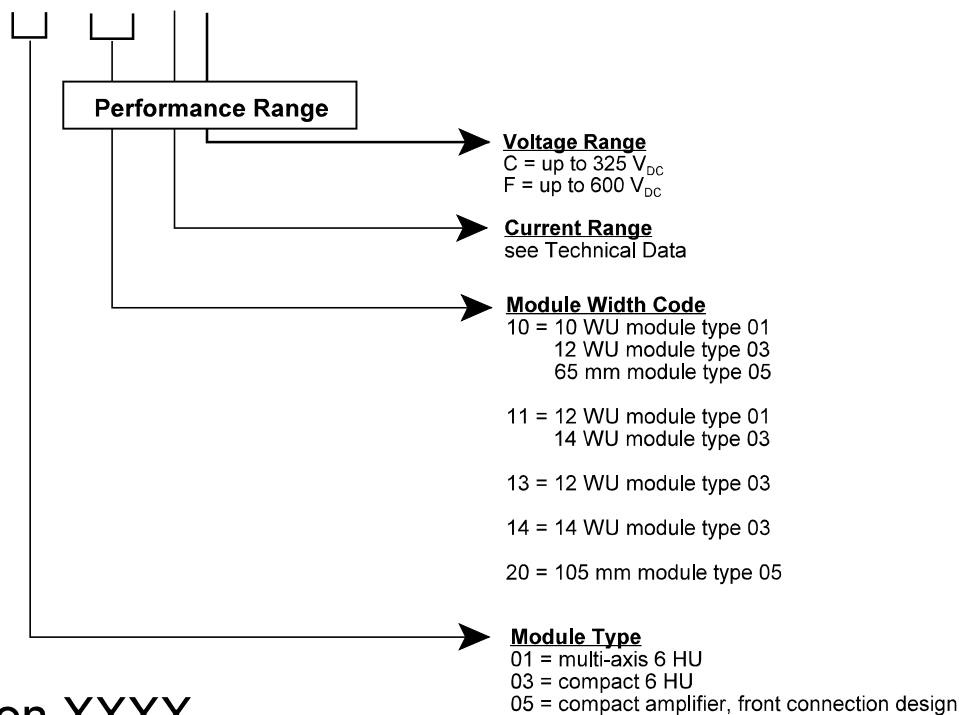 Performance Range
Voltage Range
C = up to 325 VDC
F = up to 600 VDC
Current Range
see Technical Data
Module Width Code
10 = 10 WU module type 01
12 WU module type 03
65 mm module type 05
11 = 12 WU module type 01
14 WU module type 03
13 = 12 WU module type 03
14 = 14 WU module type 03
20 = 105 mm module type 05
Module Type
01 = multi-axis 6 HU
03 = compact 6 HU
05 = compact amplifier, front connection design